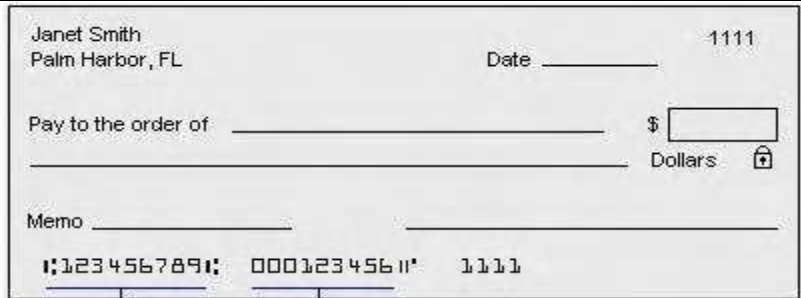 Janet Smith 1111
Palm Harbor, FL Date
Pay to the order of $
Dollars
Memo
⑆123456789⑆ 000123456⑈ 1111